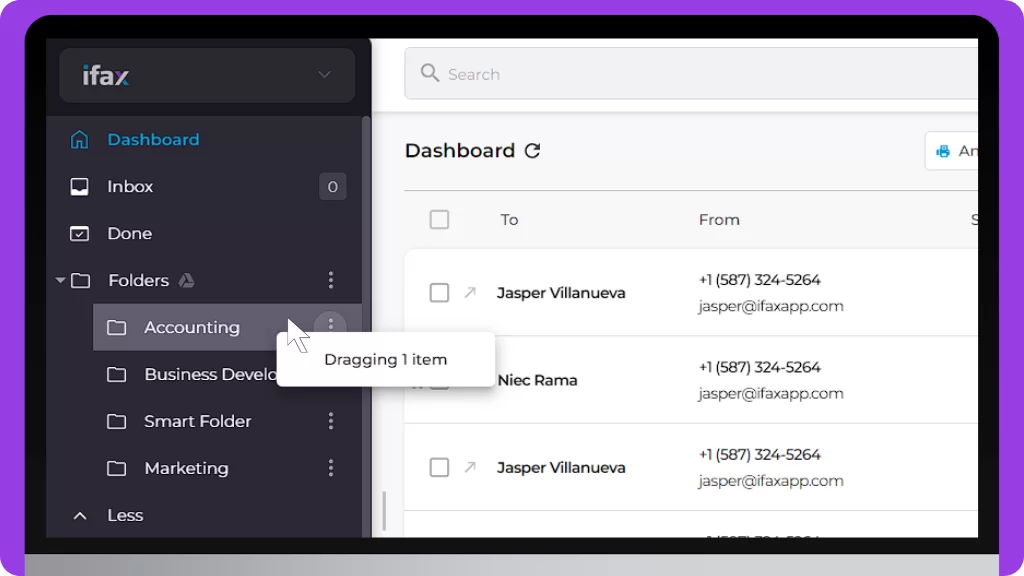 ifax
Search
Dashboard
Inbox
0
Done
Folders
Accounting
Business Develo
Smart Folder
Marketing
Less
Dashboard
An
To
From
S
Jasper Villanueva
+1 (587) 324-5264
jasper@ifaxapp.com
Dragging 1 item
Niec Rama
+1 (587) 324-5264
jasper@ifaxapp.com
Jasper Villanueva
+1 (587) 324-5264
jasper@ifaxapp.com